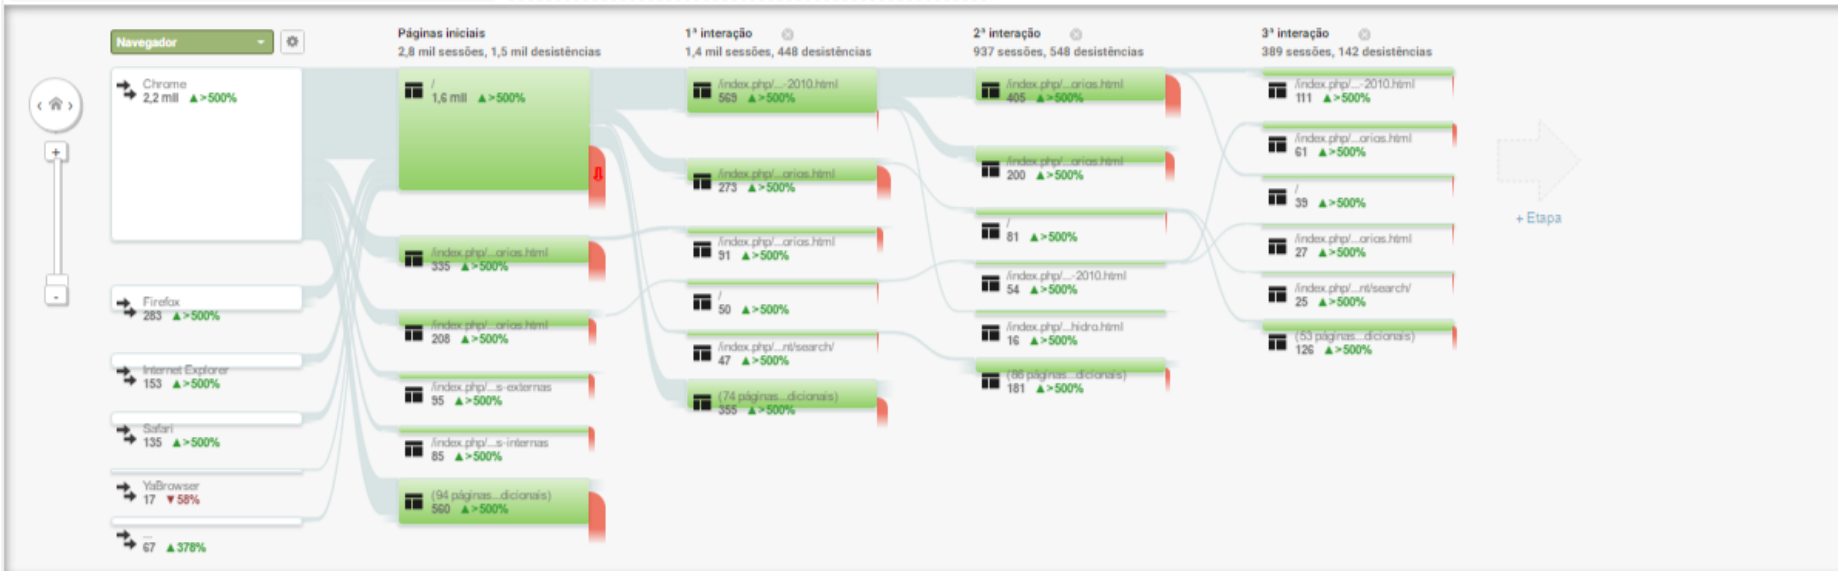 Navegador
Chrome
2,2 mil ▲>500%
Firefox
283 ▲>500%
Internet Explorer
153 ▲>500%
Safari
135 ▲>500%
YaBrowser
17 ▼58%
...
67 ▲378%
+
-
Páginas iniciais
2,8 mil sessões, 1,5 mil desistências
/
1,6 mil ▲>500%
/index.php/...orias.html
335 ▲>500%
/index.php/...orias.html
208 ▲>500%
/index.php/...s-externas
95 ▲>500%
/index.php/...s-internas
85 ▲>500%
(94 páginas...dicionais)
560 ▲>500%
1ª interação
1,4 mil sessões, 448 desistências
/index.php/...-2010.html
569 ▲>500%
/index.php/...orias.html
273 ▲>500%
/index.php/...orias.html
91 ▲>500%
/
50 ▲>500%
/index.php/...nt/search/
47 ▲>500%
(74 páginas...dicionais)
355 ▲>500%
2ª interação
937 sessões, 548 desistências
/index.php/...orias.html
405 ▲>500%
/index.php/...orias.html
200 ▲>500%
/
81 ▲>500%
/index.php/...-2010.html
54 ▲>500%
/index.php/...hidro.html
16 ▲>500%
(86 páginas...dicionais)
181 ▲>500%
3ª interação
389 sessões, 142 desistências
/index.php/...-2010.html
111 ▲>500%
/index.php/...orias.html
61 ▲>500%
/
39 ▲>500%
/index.php/...orias.html
27 ▲>500%
/index.php/...nt/search/
25 ▲>500%
(53 páginas...dicionais)
126 ▲>500%
+ Etapa